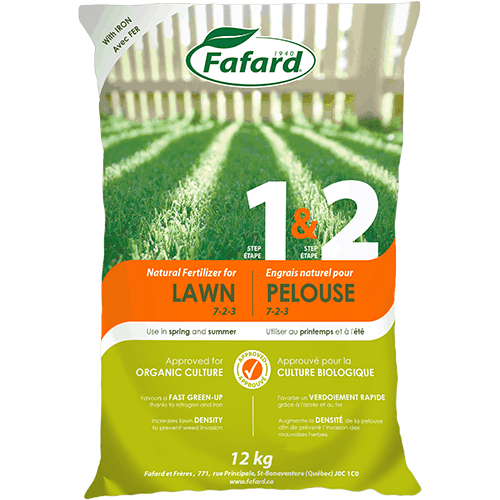 With IRON
Avec FER
1940
Fafard
1&2
STEP
ÉTAPE
STEP
ÉTAPE
Natural Fertilizer for
LAWN
7-2-3
Engrais naturel pour
PELOUSE
7-2-3
Use in spring and summer
Utiliser au printemps et à l'été
Approved for
ORGANIC CULTURE
APPROVED
APPROUVÉ
Approuvé pour la
CULTURE BIOLOGIQUE
Favours a FAST GREEN-UP
thanks to nitrogen and iron
Increases lawn DENSITY
to prevent weed invasion
Favorise un VERDOIEMENT RAPIDE
grâce à l'azote et au fer
Augmente la DENSITÉ de la pelouse
afin de prévenir l'invasion des
mauvaises herbes
12 kg
Fafard et Frères, 771, rue Principale, St-Bonaventure (Québec) J0C 1C0
www.fafard.ca